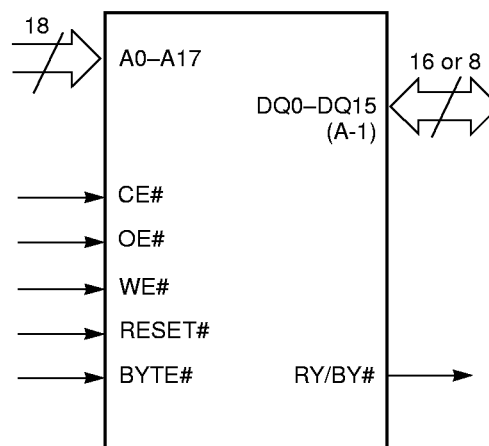 18
A0–A17
16 or 8
DQ0–DQ15
(A-1)
CE#
OE#
WE#
RESET#
BYTE#
RY/BY#